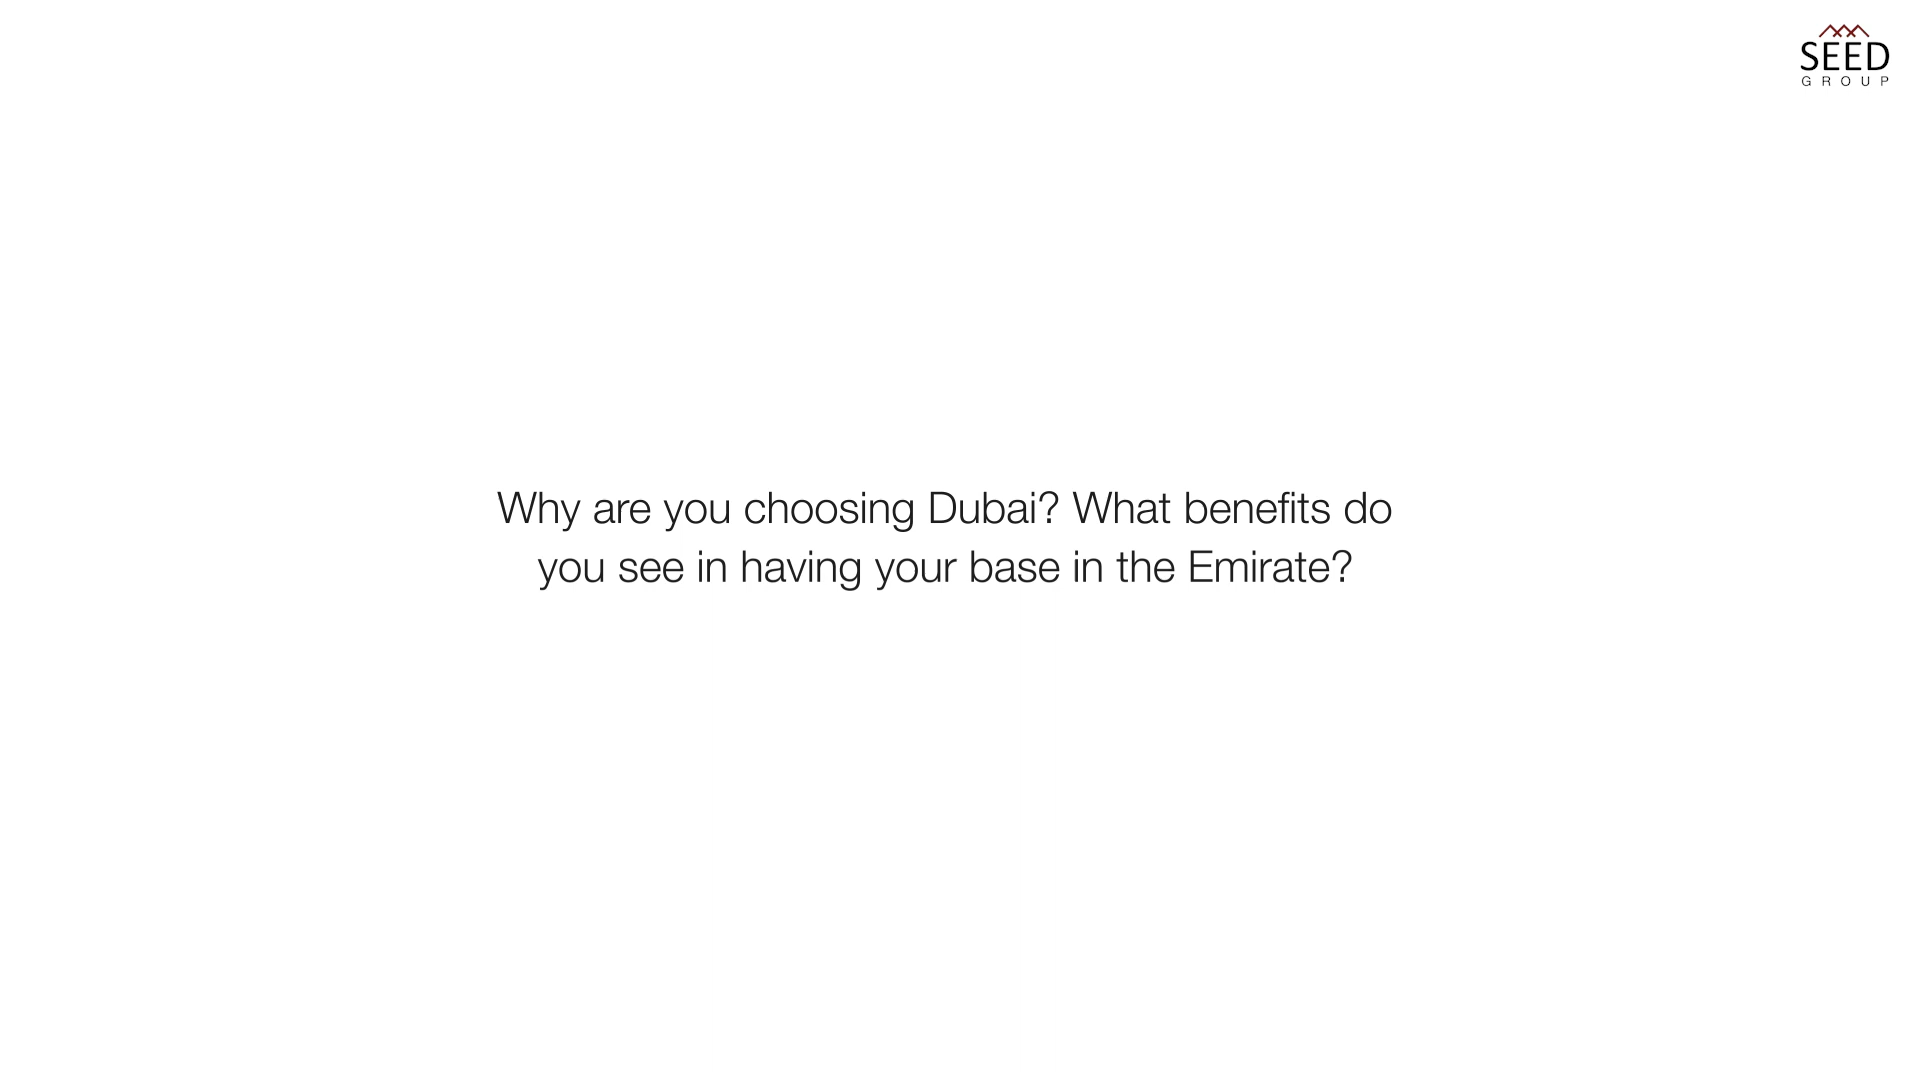 SEED
GROUP
Why are you choosing Dubai? What benefits do
you see in having your base in the Emirate?